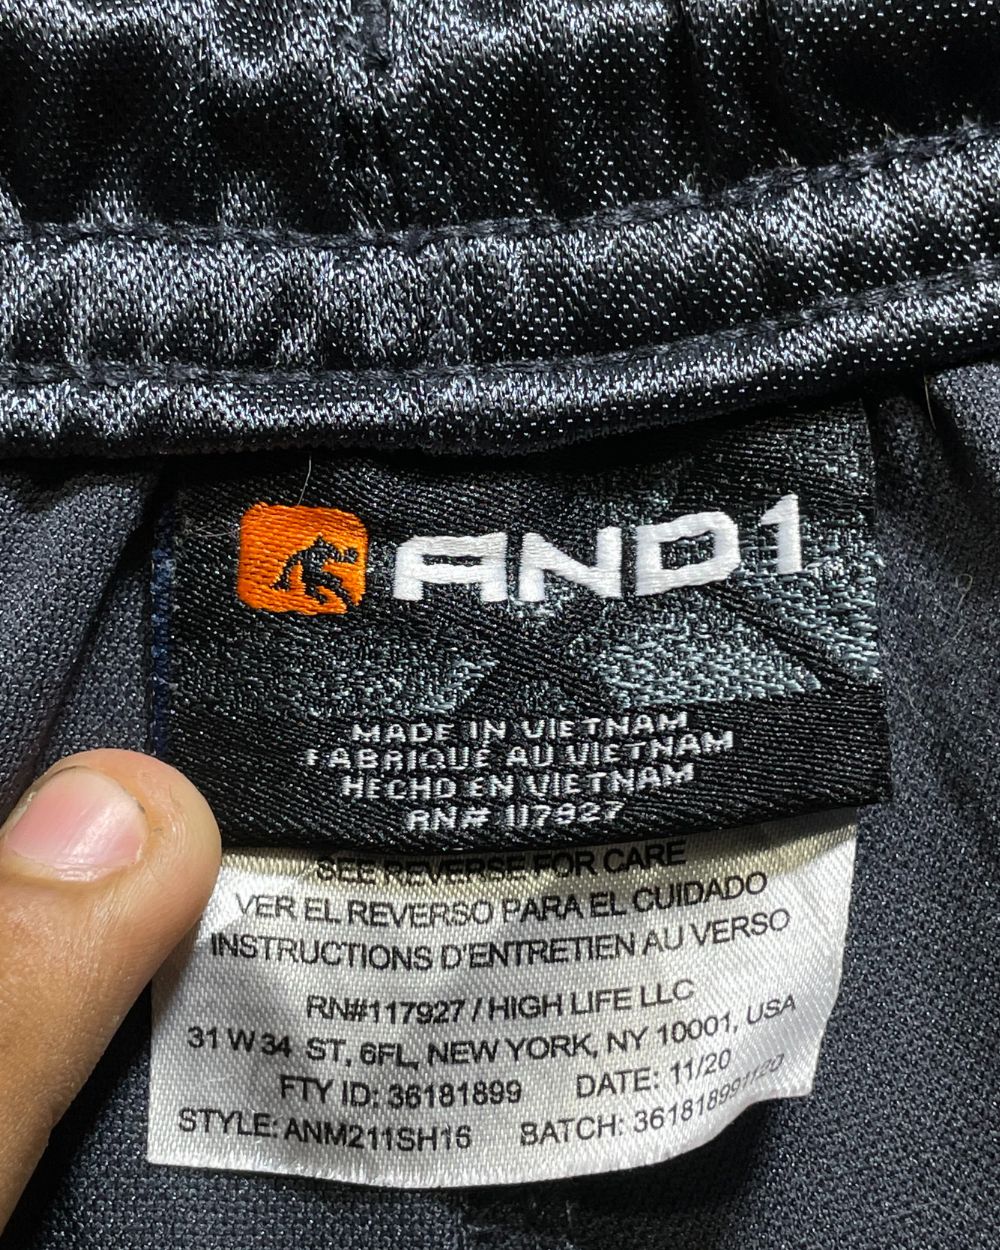 AND1
MADE IN VIETNAM
FABRIQUÉ AU VIETNAM
HECHO EN VIETNAM
RN# 117927
SEE REVERSE FOR CARE
VER EL REVERSO PARA EL CUIDADO
INSTRUCTIONS D'ENTRETIEN AU VERSO
RN#117927 / HIGH LIFE LLC
31 W 34 ST, 6FL, NEW YORK, NY 10001, USA
FTY ID: 36181899 DATE: 11/20
STYLE: ANM211SH16 BATCH: 361818991120